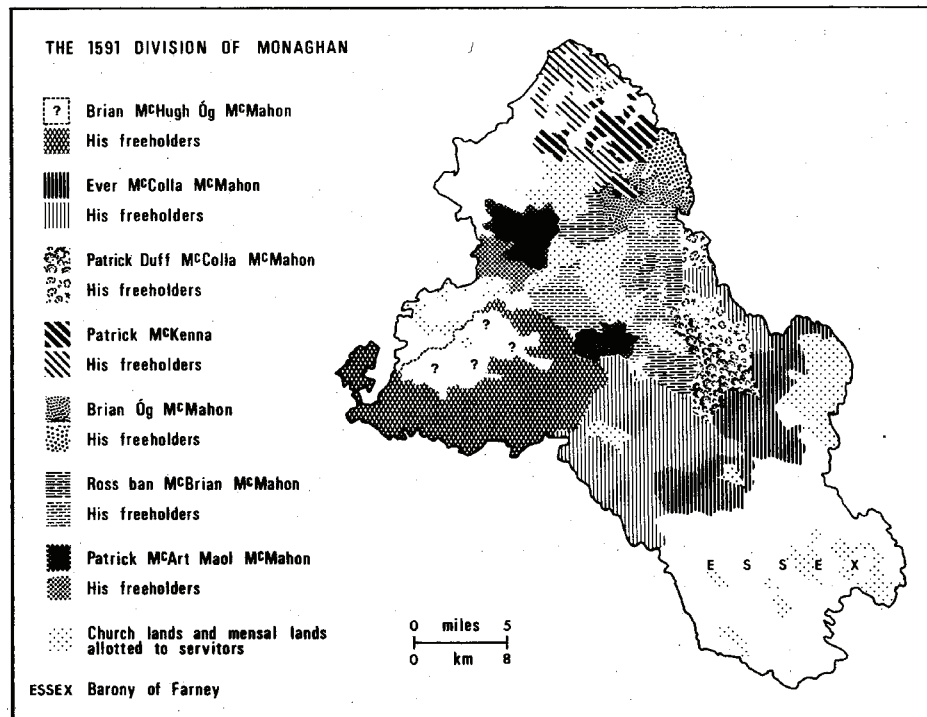 THE 1591 DIVISION OF MONAGHAN
? Brian McHugh Óg McMahon
His freeholders
Ever McColla McMahon
His freeholders
Patrick Duff McColla McMahon
His freeholders
Patrick McKenna
His freeholders
Brian Óg McMahon
His freeholders
Ross ban McBrian McMahon
His freeholders
Patrick McArt Maol McMahon
His freeholders
Church lands and mensal lands
allotted to servitors
ESSEX Barony of Farney
0 miles 5
0 km 8
?
?
?
?
E S S E X